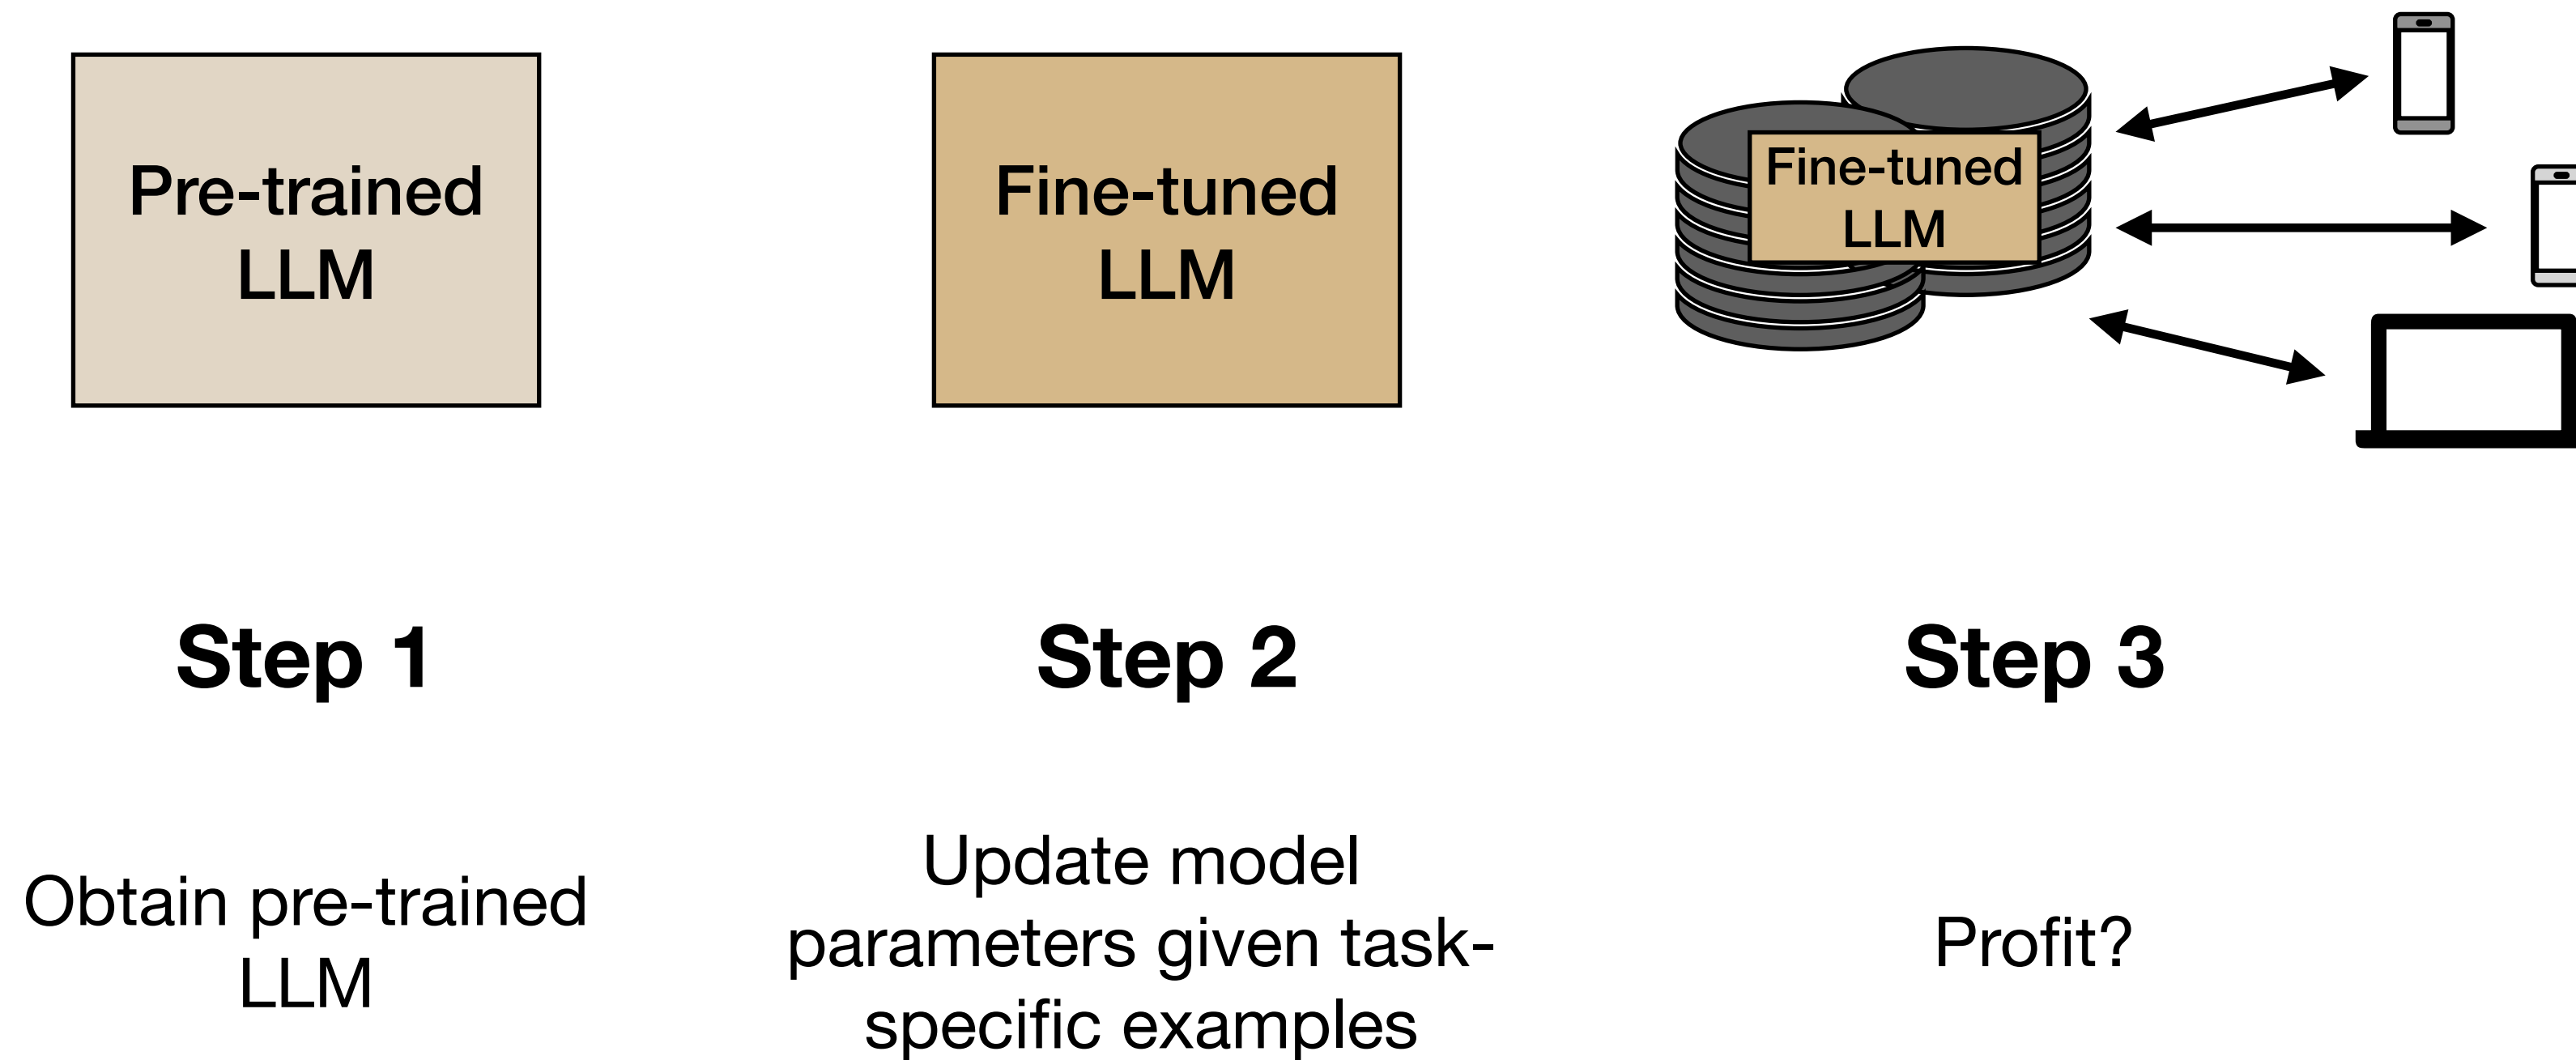 Pre-trained
LLM
Fine-tuned
LLM
Fine-tuned
LLM
Step 1
Step 2
Step 3
Obtain pre-trained
LLM
Update model
parameters given task-
specific examples
Profit?